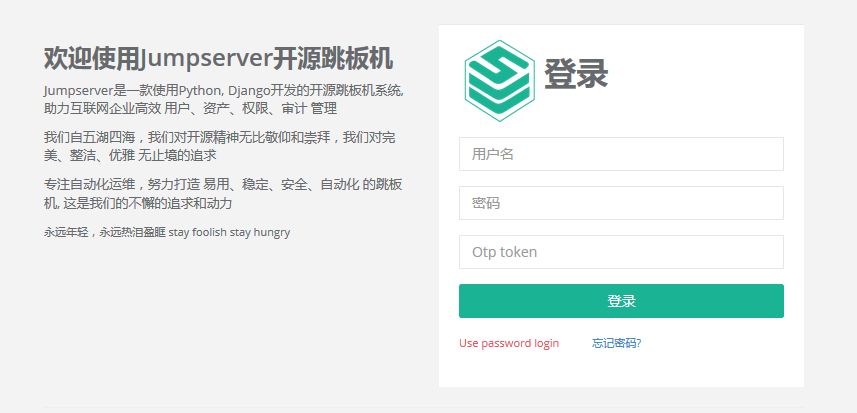 欢迎使用Jumpserver开源跳板机
Jumpserver是一款使用Python, Django开发的开源跳板机系统,
助力互联网企业高效 用户、资产、权限、审计 管理
我们自五湖四海，我们对开源精神无比敬仰和崇拜，我们对完
美、整洁、优雅 无止境的追求
专注自动化运维，努力打造 易用、稳定、安全、自动化 的跳板
机, 这是我们的不懈的追求和动力
永远年轻，永远热泪盈眶 stay foolish stay hungry
登录
用户名
密码
Otp token
登录
Use password login
忘记密码?